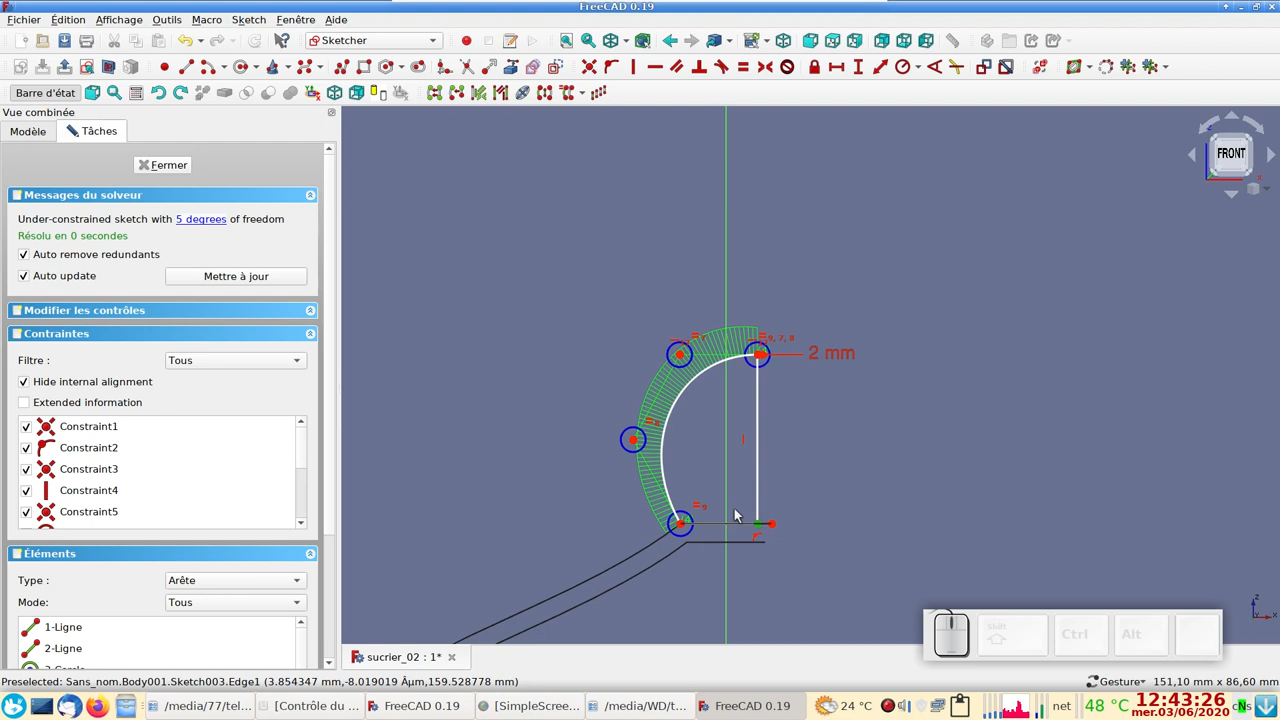 FreeCAD 0.19
Fichier Édition Affichage Outils Macro Sketch Fenêtre Aide
Sketcher
Barre d'état
Vue combinée
Modèle Tâches
Fermer
Messages du solveur
Under-constrained sketch with 5 degrees of freedom
Résolu en 0 secondes
Auto remove redundants
Auto update Mettre à jour
Modifier les contrôles
Contraintes
Filtre : Tous
Hide internal alignment
Extended information
Constraint1
Constraint2
Constraint3
Constraint4
Constraint5
Éléments
Type : Arête
Mode: Tous
1-Ligne
2-Ligne
FRONT
2 mm
Shift
Ctrl
Alt
sucrier_02 : 1*
Preselected: Sans_nom.Body001.Sketch003.Edge1 (3.854347 mm,-8.019019 Âµm,159.528778 mm)
Gesture 151,10 mm x 86,60 mm
/media/77/tel... [Contrôle du ... FreeCAD 0.19 [SimpleScree... /media/WD/t... FreeCAD 0.19
24 °C
48 °C
12:43:26
mer.03/06/2020